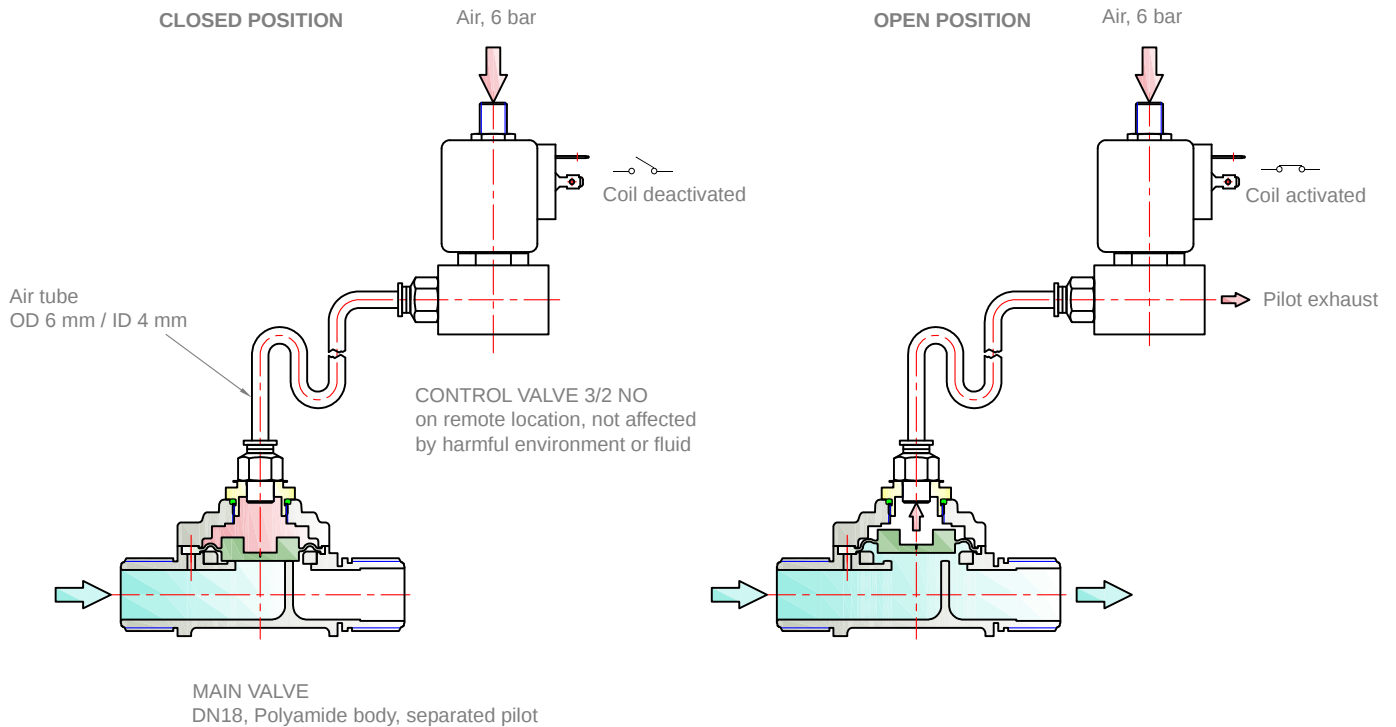 CLOSED POSITION
Air, 6 bar
OPEN POSITION
Air, 6 bar
Coil deactivated
Coil activated
Air tube
OD 6 mm / ID 4 mm
Pilot exhaust
CONTROL VALVE 3/2 NO
on remote location, not affected
by harmful environment or fluid
MAIN VALVE
DN18, Polyamide body, separated pilot